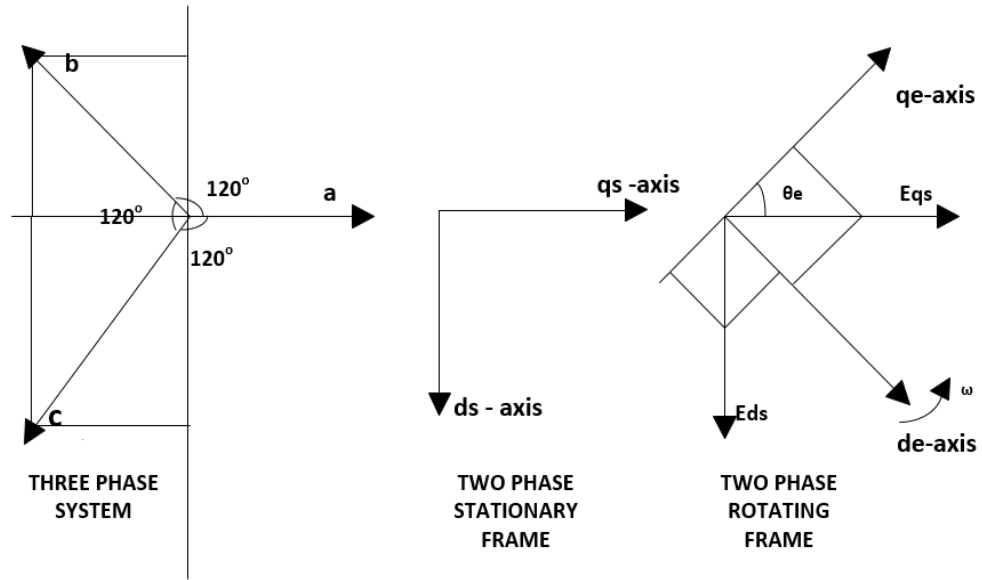 b
120°
a
120°
120°
c
THREE PHASE
SYSTEM
qs -axis
ds - axis
TWO PHASE
STATIONARY
FRAME
qe-axis
θe
Eqs
Eds
ω
de-axis
TWO PHASE
ROTATING
FRAME